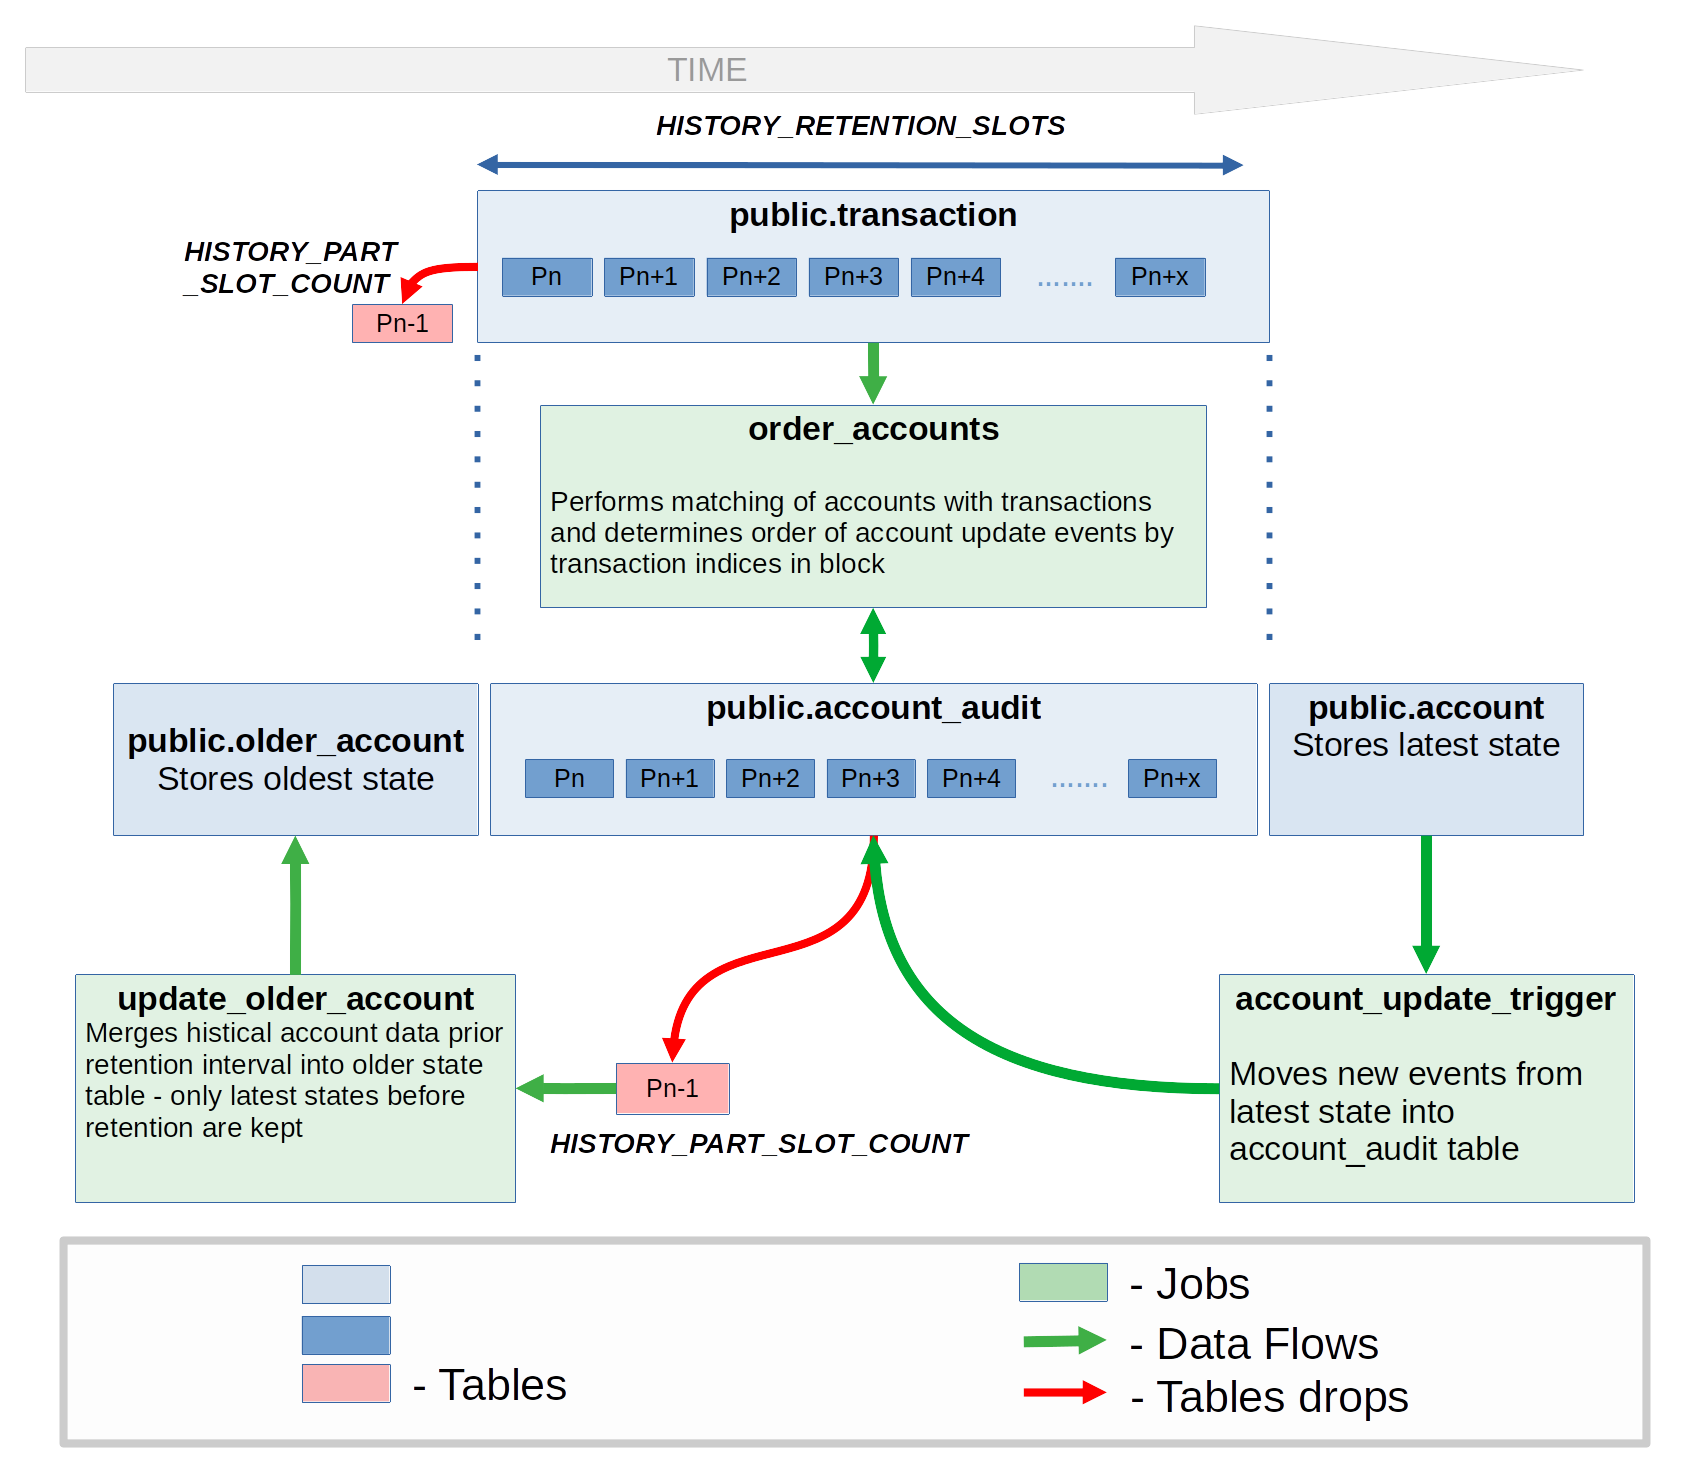 TIME
HISTORY_RETENTION_SLOTS
public.transaction
HISTORY_PART
_SLOT_COUNT
Pn
Pn+1
Pn+2
Pn+3
Pn+4
.......
Pn+x
Pn-1
order_accounts
Performs matching of accounts with transactions
and determines order of account update events by
transaction indices in block
public.older_account
Stores oldest state
public.account_audit
Pn
Pn+1
Pn+2
Pn+3
Pn+4
.......
Pn+x
public.account
Stores latest state
update_older_account
Merges histical account data prior
retention interval into older state
table - only latest states before
retention are kept
Pn-1
HISTORY_PART_SLOT_COUNT
account_update_trigger
Moves new events from
latest state into
account_audit table
- Tables
- Jobs
- Data Flows
- Tables drops